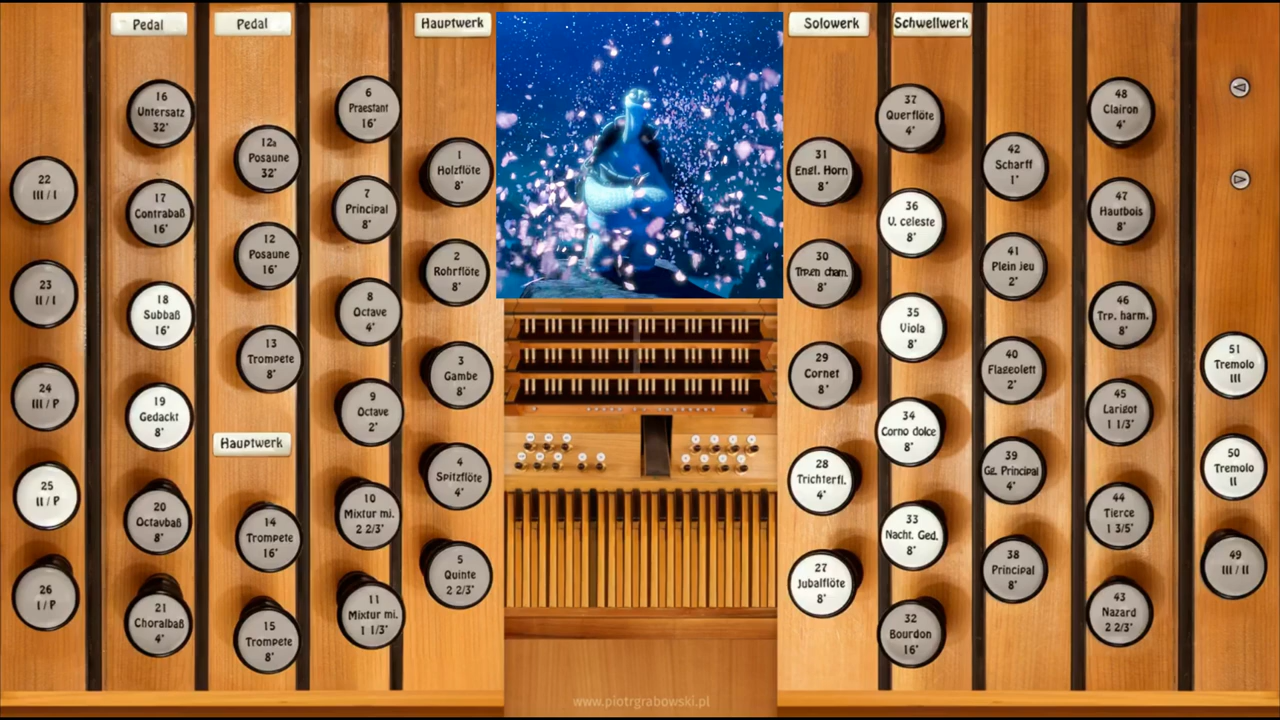 Pedal
Pedal
Hauptwerk
Solowerk
Schwellwerk
22
III / I
23
II / I
24
III / P
25
II / P
26
I / P
16
Untersatz
32'
17
Contrabaß
16'
18
Subbaß
16'
19
Gedackt
8'
20
Octavbaß
8'
21
Choralbaß
4'
12a
Posaune
32'
12
Posaune
16'
13
Trompete
8'
Hauptwerk
14
Trompete
16'
15
Trompete
8'
6
Praestant
16'
7
Principal
8'
8
Octave
4'
9
Octave
2'
10
Mixtur mi.
2 2/3'
11
Mixtur mi.
1 1/3'
1
Holzflöte
8'
2
Rohrflöte
8'
3
Gambe
8'
4
Spitzflöte
4'
5
Quinte
2 2/3'
31
Engl. Horn
8'
30
Trp.en cham.
8'
29
Cornet
8'
28
Trichterfl.
4'
27
Jubalflöte
8'
37
Querflöte
4'
36
V. celeste
8'
35
Viola
8'
34
Corno dolce
8'
33
Nacht. Ged.
8'
32
Bourdon
16'
42
Scharff
1'
41
Plein jeu
2'
40
Flageolett
2'
39
Gg. Principal
4'
38
Principal
8'
48
Clairon
4'
47
Hautbois
8'
46
Trp. harm.
8'
45
Larigot
1 1/3'
44
Tierce
1 3/5'
43
Nazard
2 2/3'
51
Tremolo
III
50
Tremolo
II
49
III / II
www.piotrgrabowski.pl